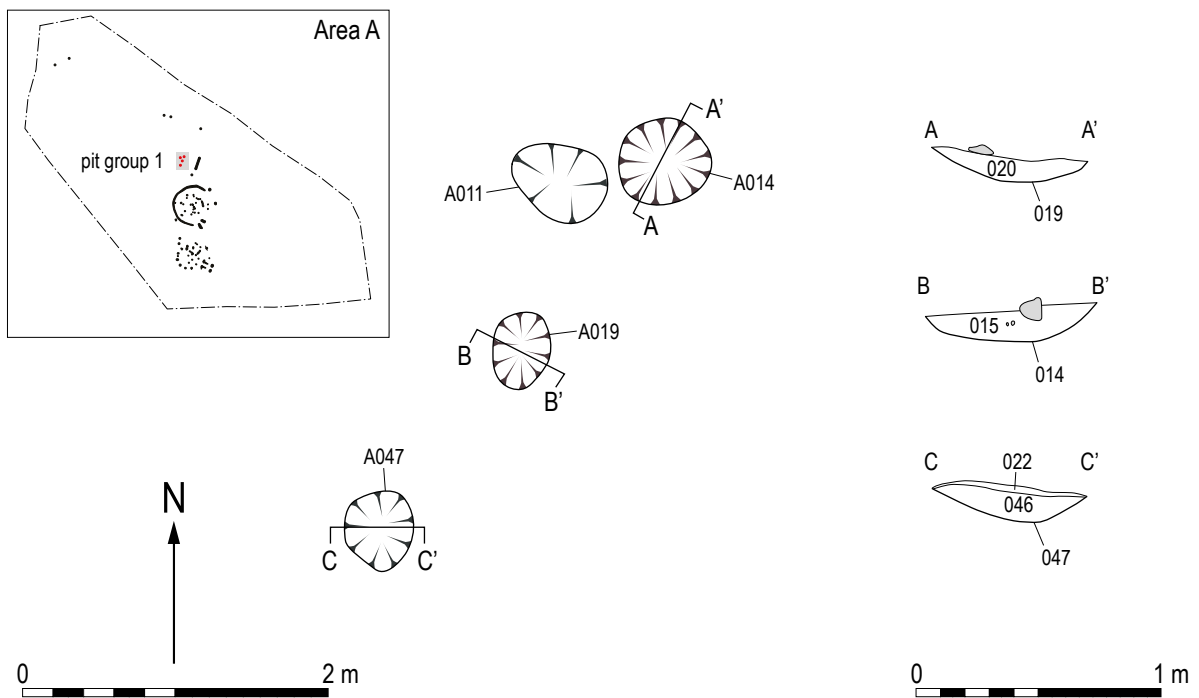 Area A
pit group 1
A'
A011
A014
A
A019
B
B'
A047
C
C'
N
0
2 m
A
A'
020
019
B
B'
015
014
C
022
C'
046
047
0
1 m